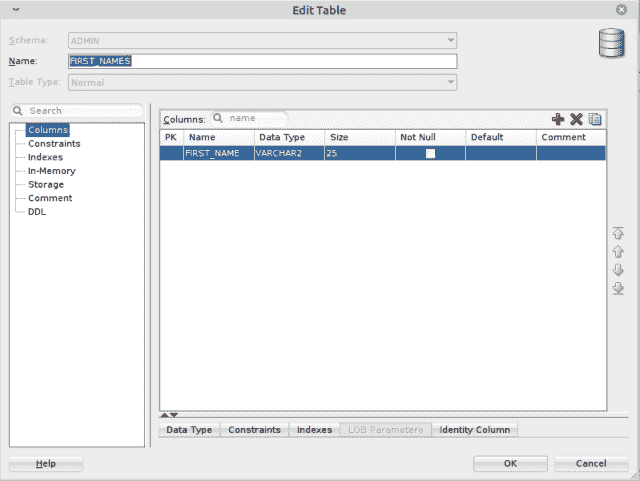 Edit Table
Schema: ADMIN
Name: FIRST_NAMES
Table Type: Normal
Search
Columns
Constraints
Indexes
In-Memory
Storage
Comment
DDL
Columns: name
PK Name Data Type Size Not Null Default Comment
FIRST_NAME VARCHAR2 25
Data Type Constraints Indexes LOB Parameters Identity Column
Help OK Cancel